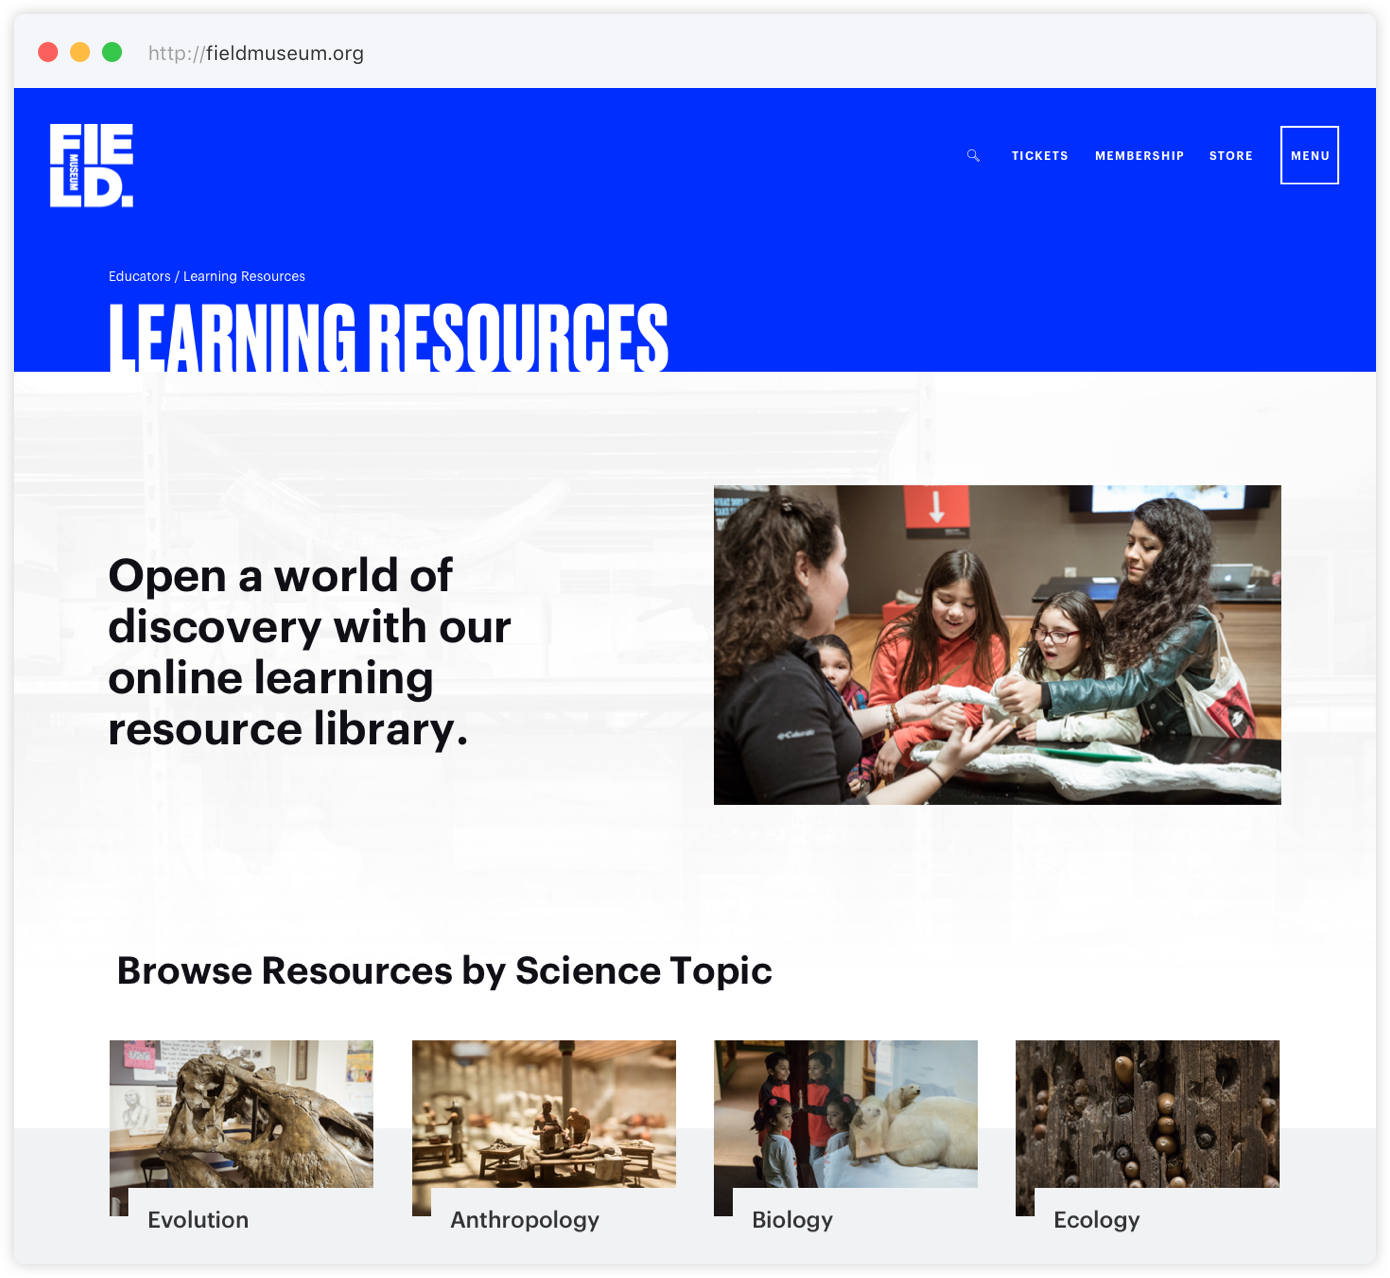 http://fieldmuseum.org
FIE
MUSEUM
LD.
TICKETS MEMBERSHIP STORE MENU
Educators / Learning Resources
LEARNING RESOURCES
Open a world of
discovery with our
online learning
resource library.
Columbia
Browse Resources by Science Topic
Evolution Anthropology Biology Ecology